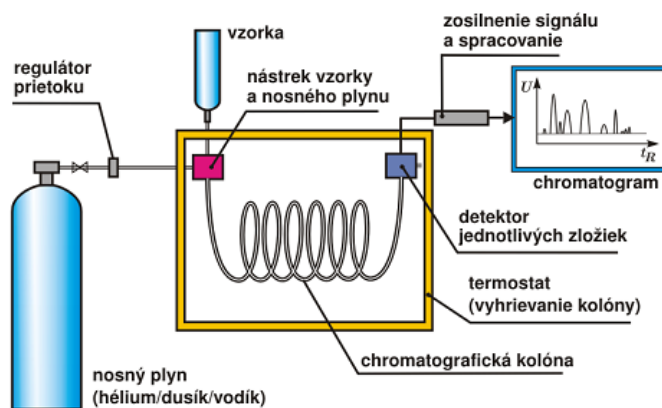 vzorka
zosilnenie signálu
a spracovanie
regulátor
prietoku
nástrek vzorky
a nosného plynu
U
t_R
chromatogram
detektor
jednotlivých zložiek
termostat
(vyhrievanie kolóny)
chromatografická kolóna
nosný plyn
(hélium/dusík/vodík)